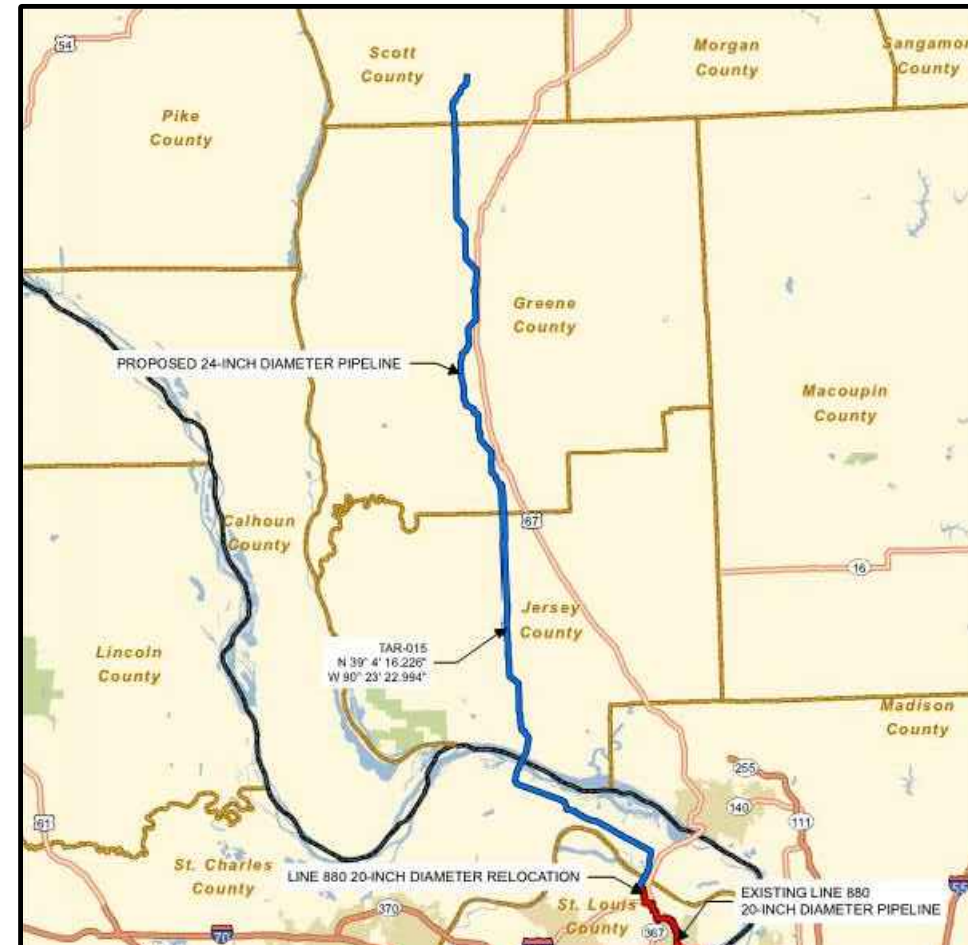 54
Scott
County
Morgan
County
Sangamon
County
Pike
County
Greene
County
PROPOSED 24-INCH DIAMETER PIPELINE
Macoupin
County
Calhoun
County
67
16
Jersey
County
TAR-015
N 39° 4' 16.226"
W 90° 23' 22.994"
Lincoln
County
Madison
County
255
140
111
61
St. Charles
County
LINE 880 20-INCH DIAMETER RELOCATION
EXISTING LINE 880
20-INCH DIAMETER PIPELINE
55
St. Louis
County
370
367
70